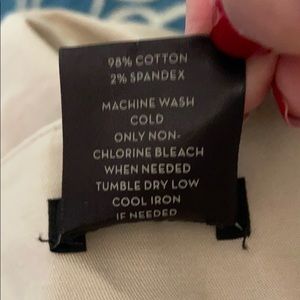 98% COTTON
2% SPANDEX
MACHINE WASH
COLD
ONLY NON-
CHLORINE BLEACH
WHEN NEEDED
TUMBLE DRY LOW
COOL IRON
IF NEEDED